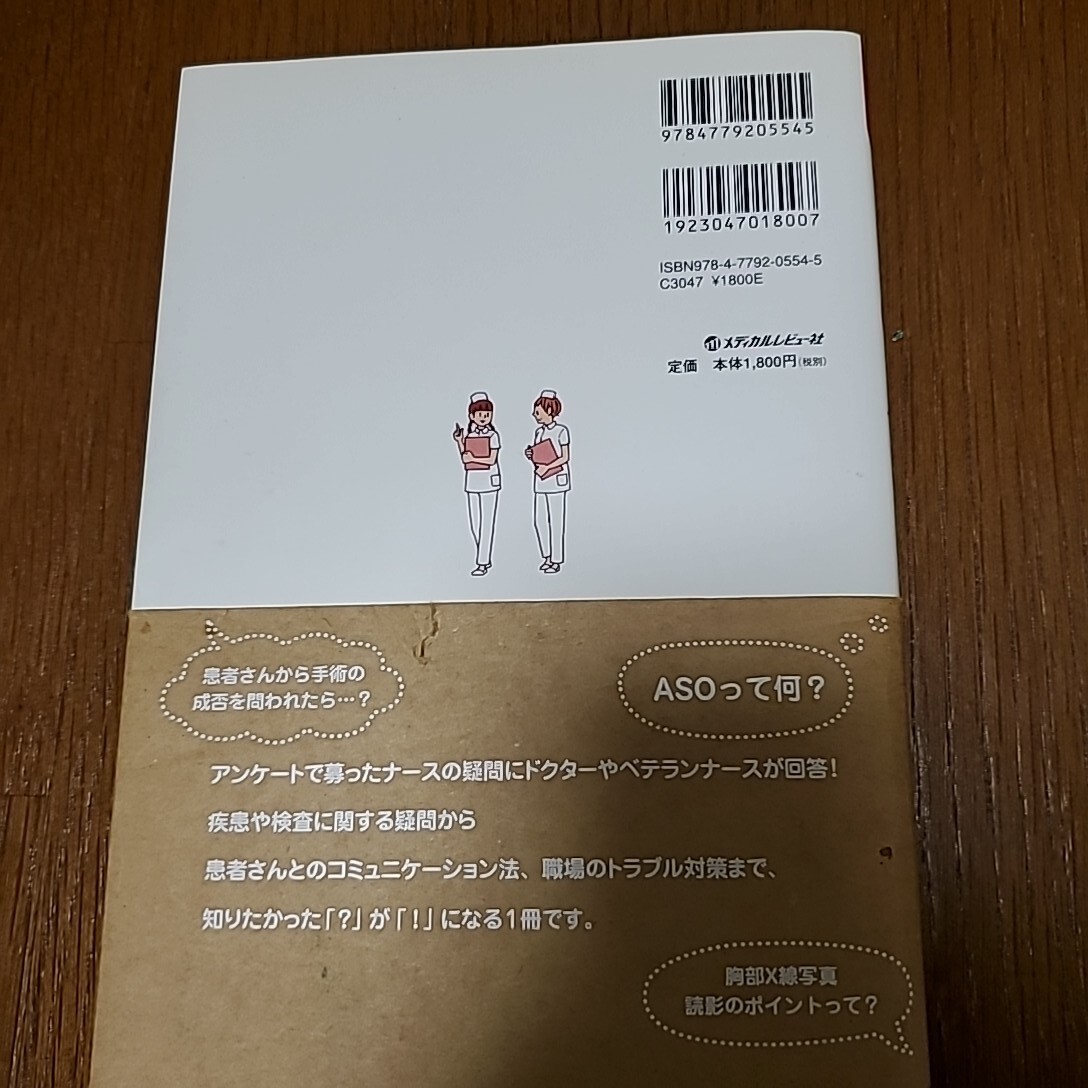 9784779205545
1923047018007
ISBN978-4-7792-0554-5
C3047 ¥1800E
メディカルレビュー社
定価 本体1,800円(税別)
患者さんから手術の
成否を問われたら…?
ASOって何?
アンケートで募ったナースの疑問にドクターやベテランナースが回答!
疾患や検査に関する疑問から
患者さんとのコミュニケーション法、職場のトラブル対策まで、
知りたかった「?」が「!」になる1冊です。
胸部X線写真
読影のポイントって?